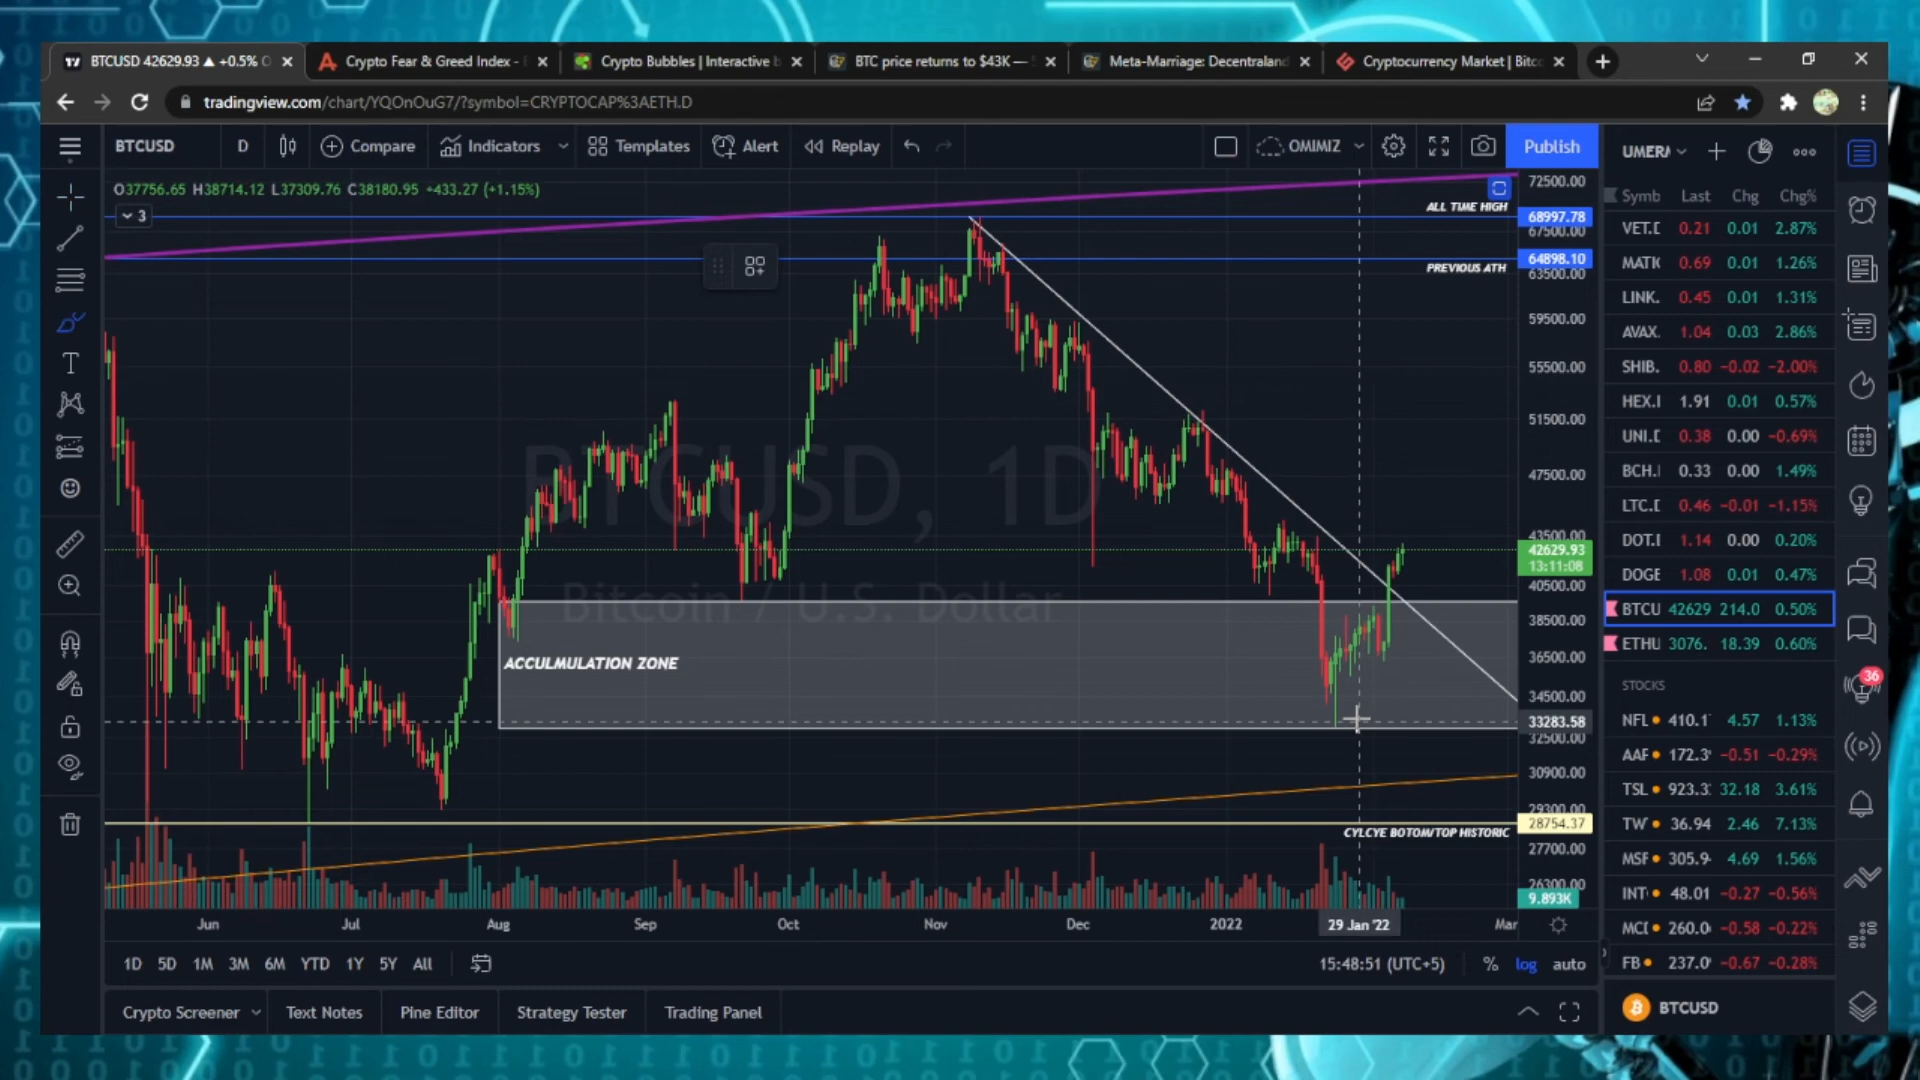 BTCUSD 42629.93 ▲ +0.5%
Crypto Fear & Greed Index -
Crypto Bubbles | Interactive
BTC price returns to $43K —
Meta-Marriage: Decentraland
Cryptocurrency Market | Bitc
tradingview.com/chart/YQOnOuG7/?symbol=CRYPTOCAP%3AETH.D
BTCUSD D Compare Indicators Templates Alert Replay OMIMIZ Publish
O37756.65 H38714.12 L37309.76 C38180.95 +433.27 (+1.15%)
3
ALL TIME HIGH
PREVIOUS ATH
BTCUSD, 1D
Bitcoin / U.S. Dollar
ACCULMULATION ZONE
CYLCYE BOTOM/TOP HISTORIC
72500.00
68997.78
67500.00
64898.10
63500.00
59500.00
55500.00
51500.00
47500.00
43500.00
42629.93
13:11:08
40500.00
38500.00
36500.00
34500.00
33283.58
32500.00
30900.00
29300.00
28754.37
27700.00
26300.00
9.893K
Jun Jul Aug Sep Oct Nov Dec 2022 29 Jan '22 Mar
1D 5D 1M 3M 6M YTD 1Y 5Y All
15:48:51 (UTC+5) % log auto
Crypto Screener Text Notes Pine Editor Strategy Tester Trading Panel
UMER
Symb Last Chg Chg%
VET.D 0.21 0.01 2.87%
MATI 0.69 0.01 1.26%
LINK. 0.45 0.01 1.31%
AVAX. 1.04 0.03 2.86%
SHIB. 0.80 −0.02 −2.00%
HEX.I 1.91 0.01 0.57%
UNI.D 0.38 0.00 −0.69%
BCH.I 0.33 0.00 1.49%
LTC.D 0.46 −0.01 −1.15%
DOT.I 1.14 0.00 0.20%
DOGE 1.08 0.01 0.47%
BTCU 42629 214.0 0.50%
ETHU 3076. 18.39 0.60%
STOCKS
NFL 410.1 4.57 1.13%
AAP 172.3 −0.51 −0.29%
TSL 923.3 32.18 3.61%
TW 36.94 2.46 7.13%
MSF 305.9 4.69 1.56%
INT 48.01 −0.27 −0.56%
MCD 260.0 −0.58 −0.22%
FB 237.0 −0.67 −0.28%
BTCUSD
36